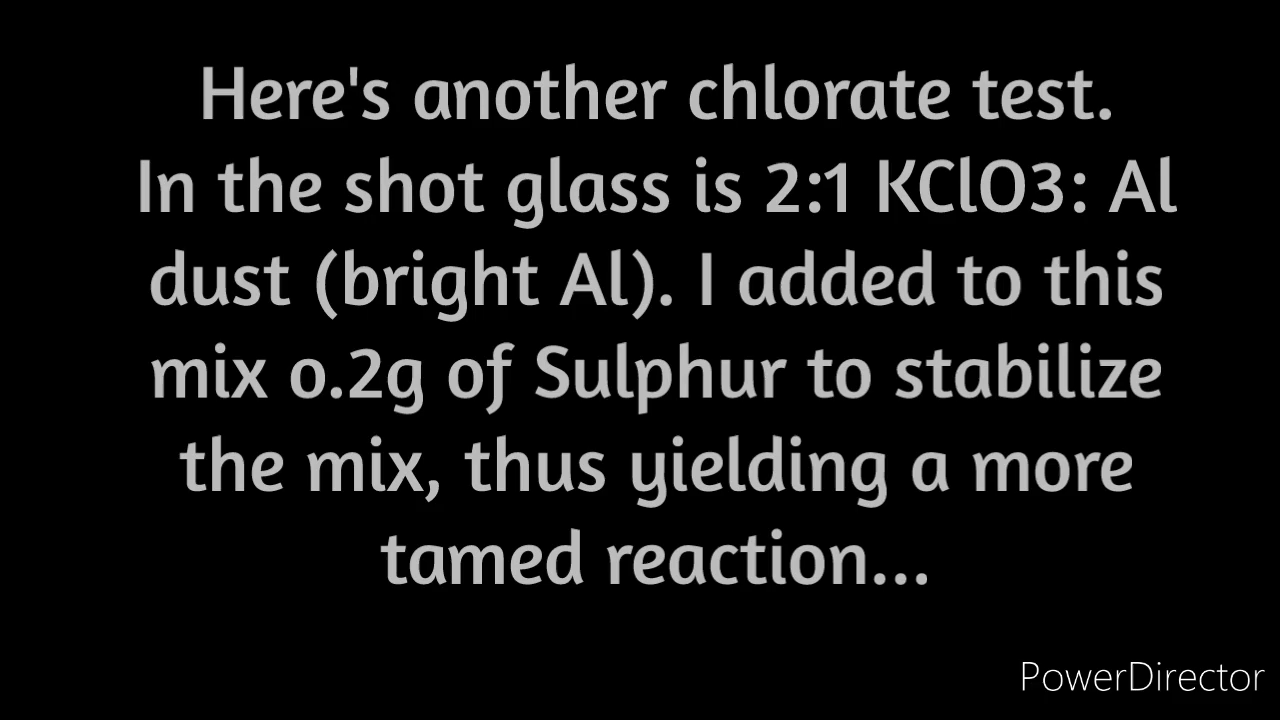 Here's another chlorate test.
In the shot glass is 2:1 KClO3: Al
dust (bright Al). I added to this
mix 0.2g of Sulphur to stabilize
the mix, thus yielding a more
tamed reaction...
PowerDirector